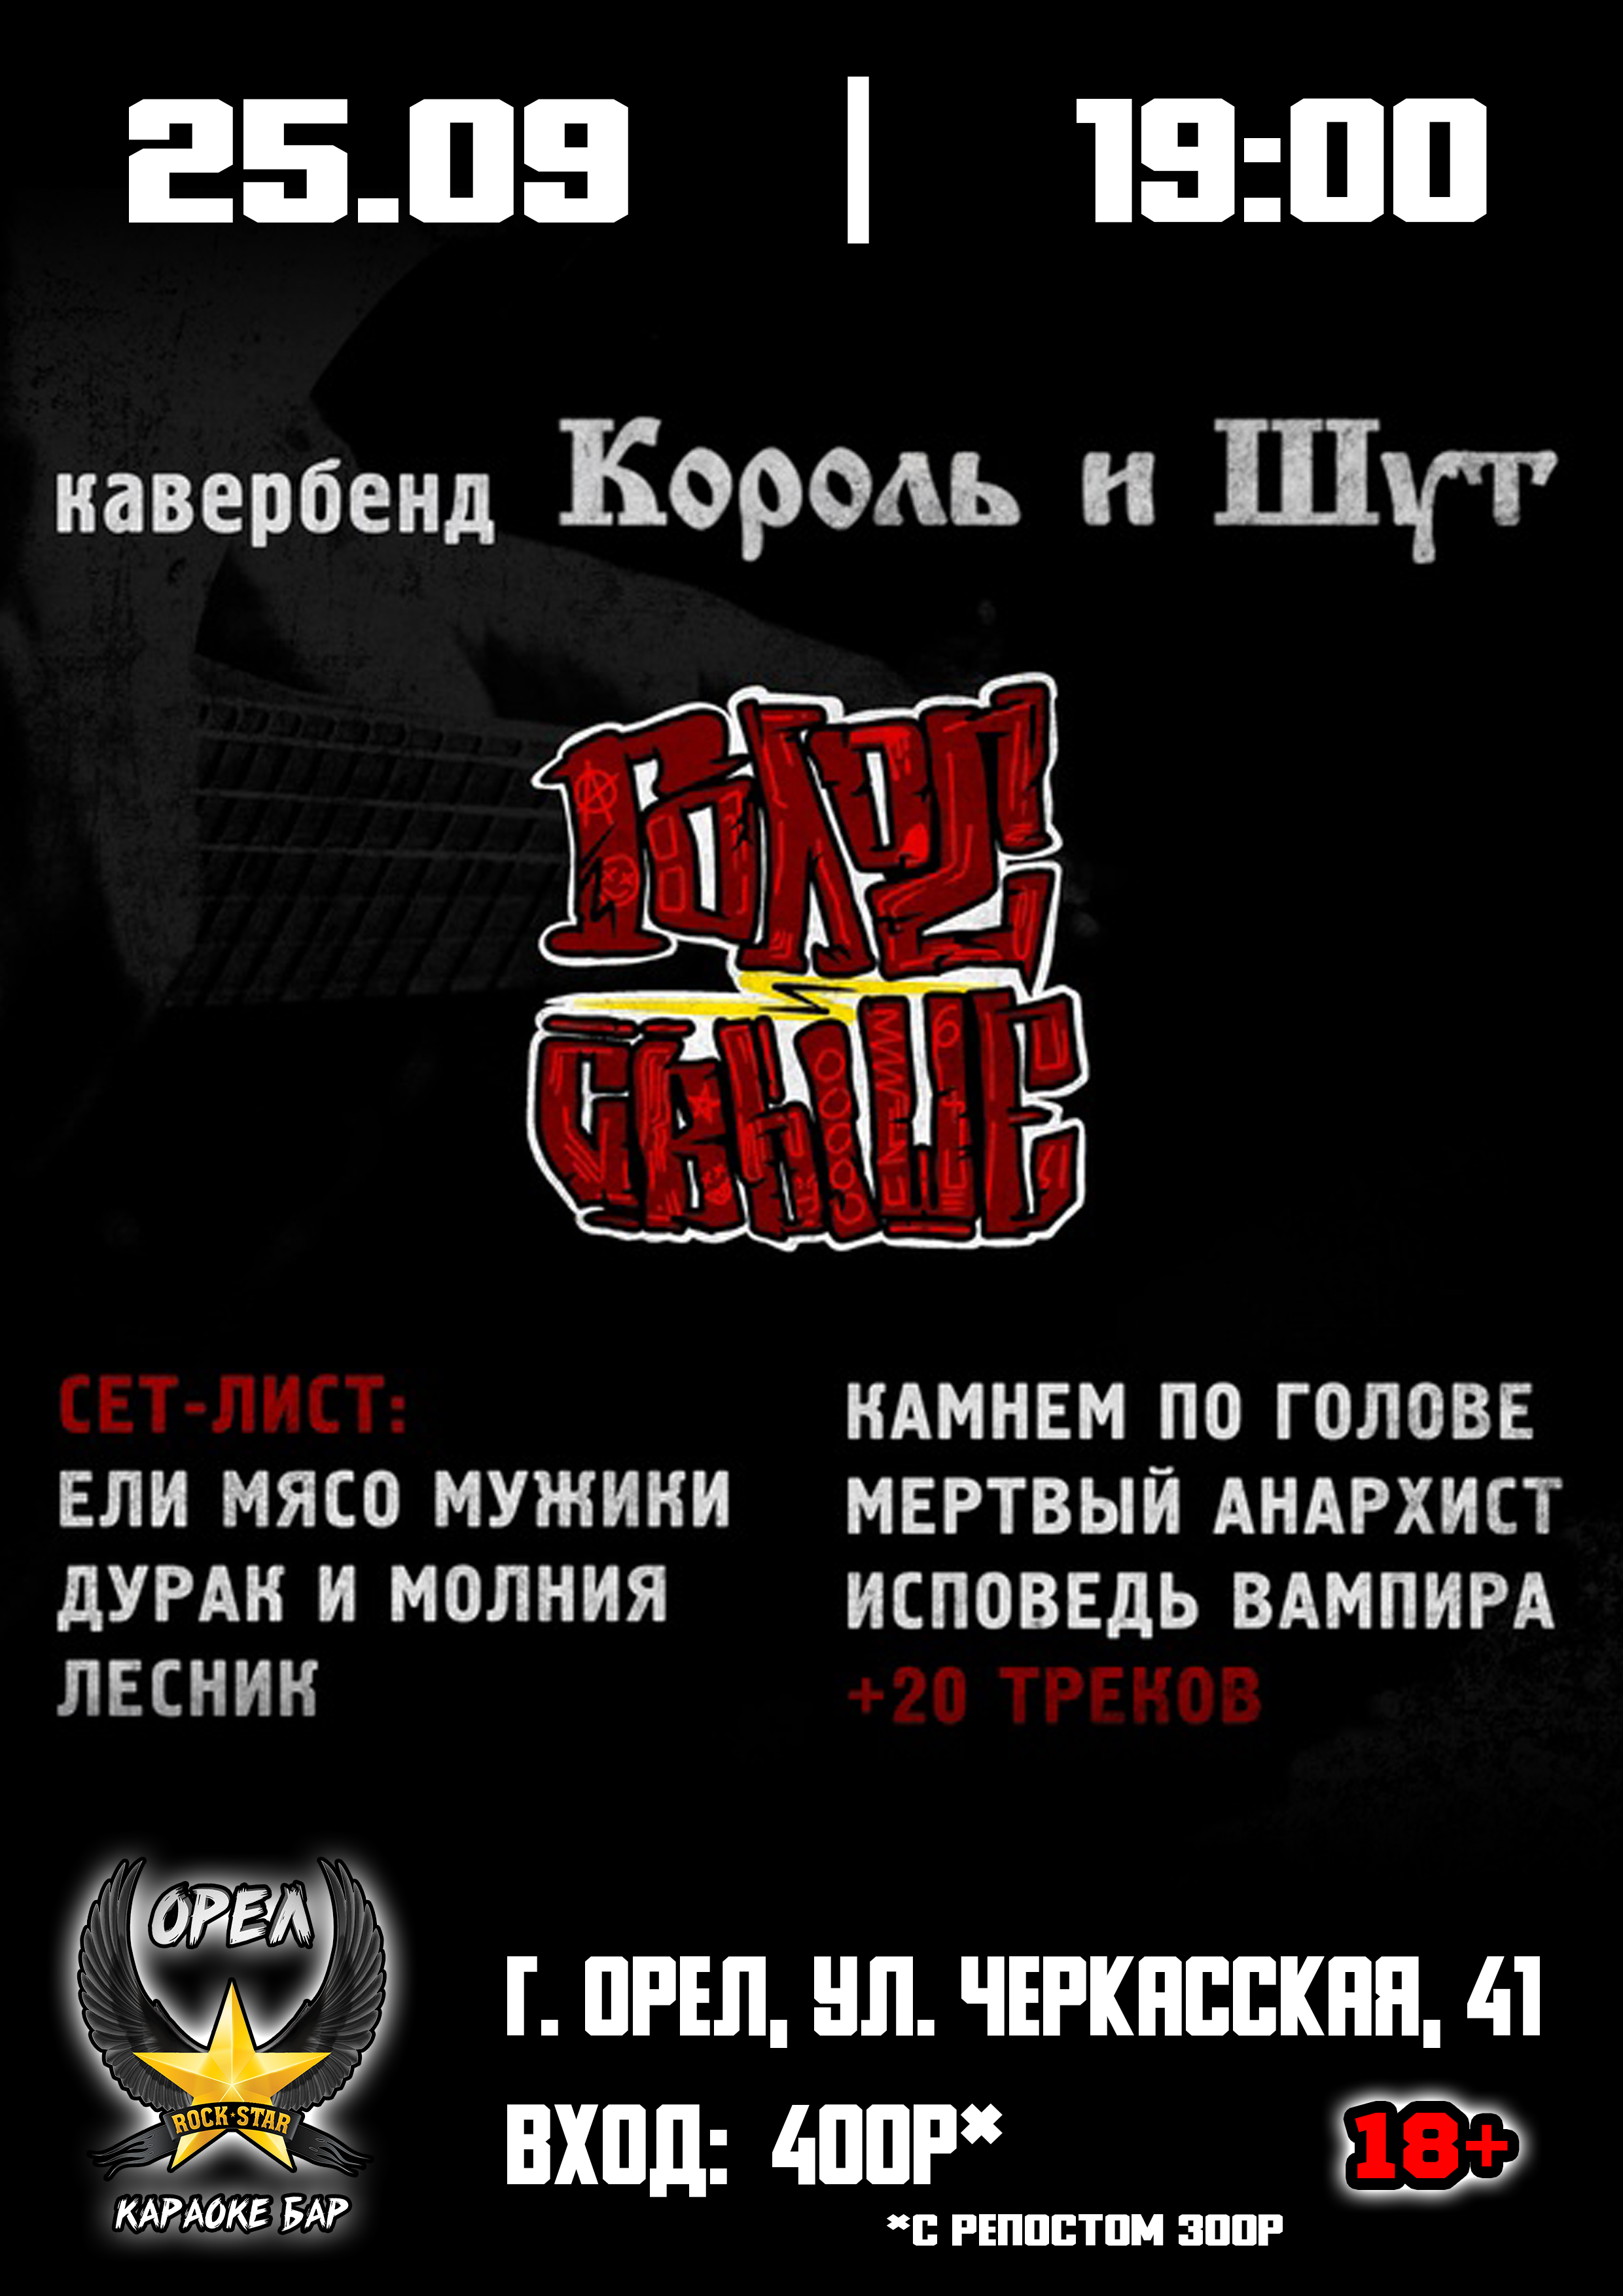 25.09 | 19:00
кавербенд Король и Шут
ГОЛОС
СВЫШЕ
СЕТ-ЛИСТ:
ЕЛИ МЯСО МУЖИКИ
ДУРАК И МОЛНИЯ
ЛЕСНИК
КАМНЕМ ПО ГОЛОВЕ
МЕРТВЫЙ АНАРХИСТ
ИСПОВЕДЬ ВАМПИРА
+20 ТРЕКОВ
ОРЕЛ
ROCK★STAR
КАРАОКЕ БАР
Г. ОРЕЛ, УЛ. ЧЕРКАССКАЯ, 41
ВХОД: 400Р*
18+
*С РЕПОСТОМ 300Р